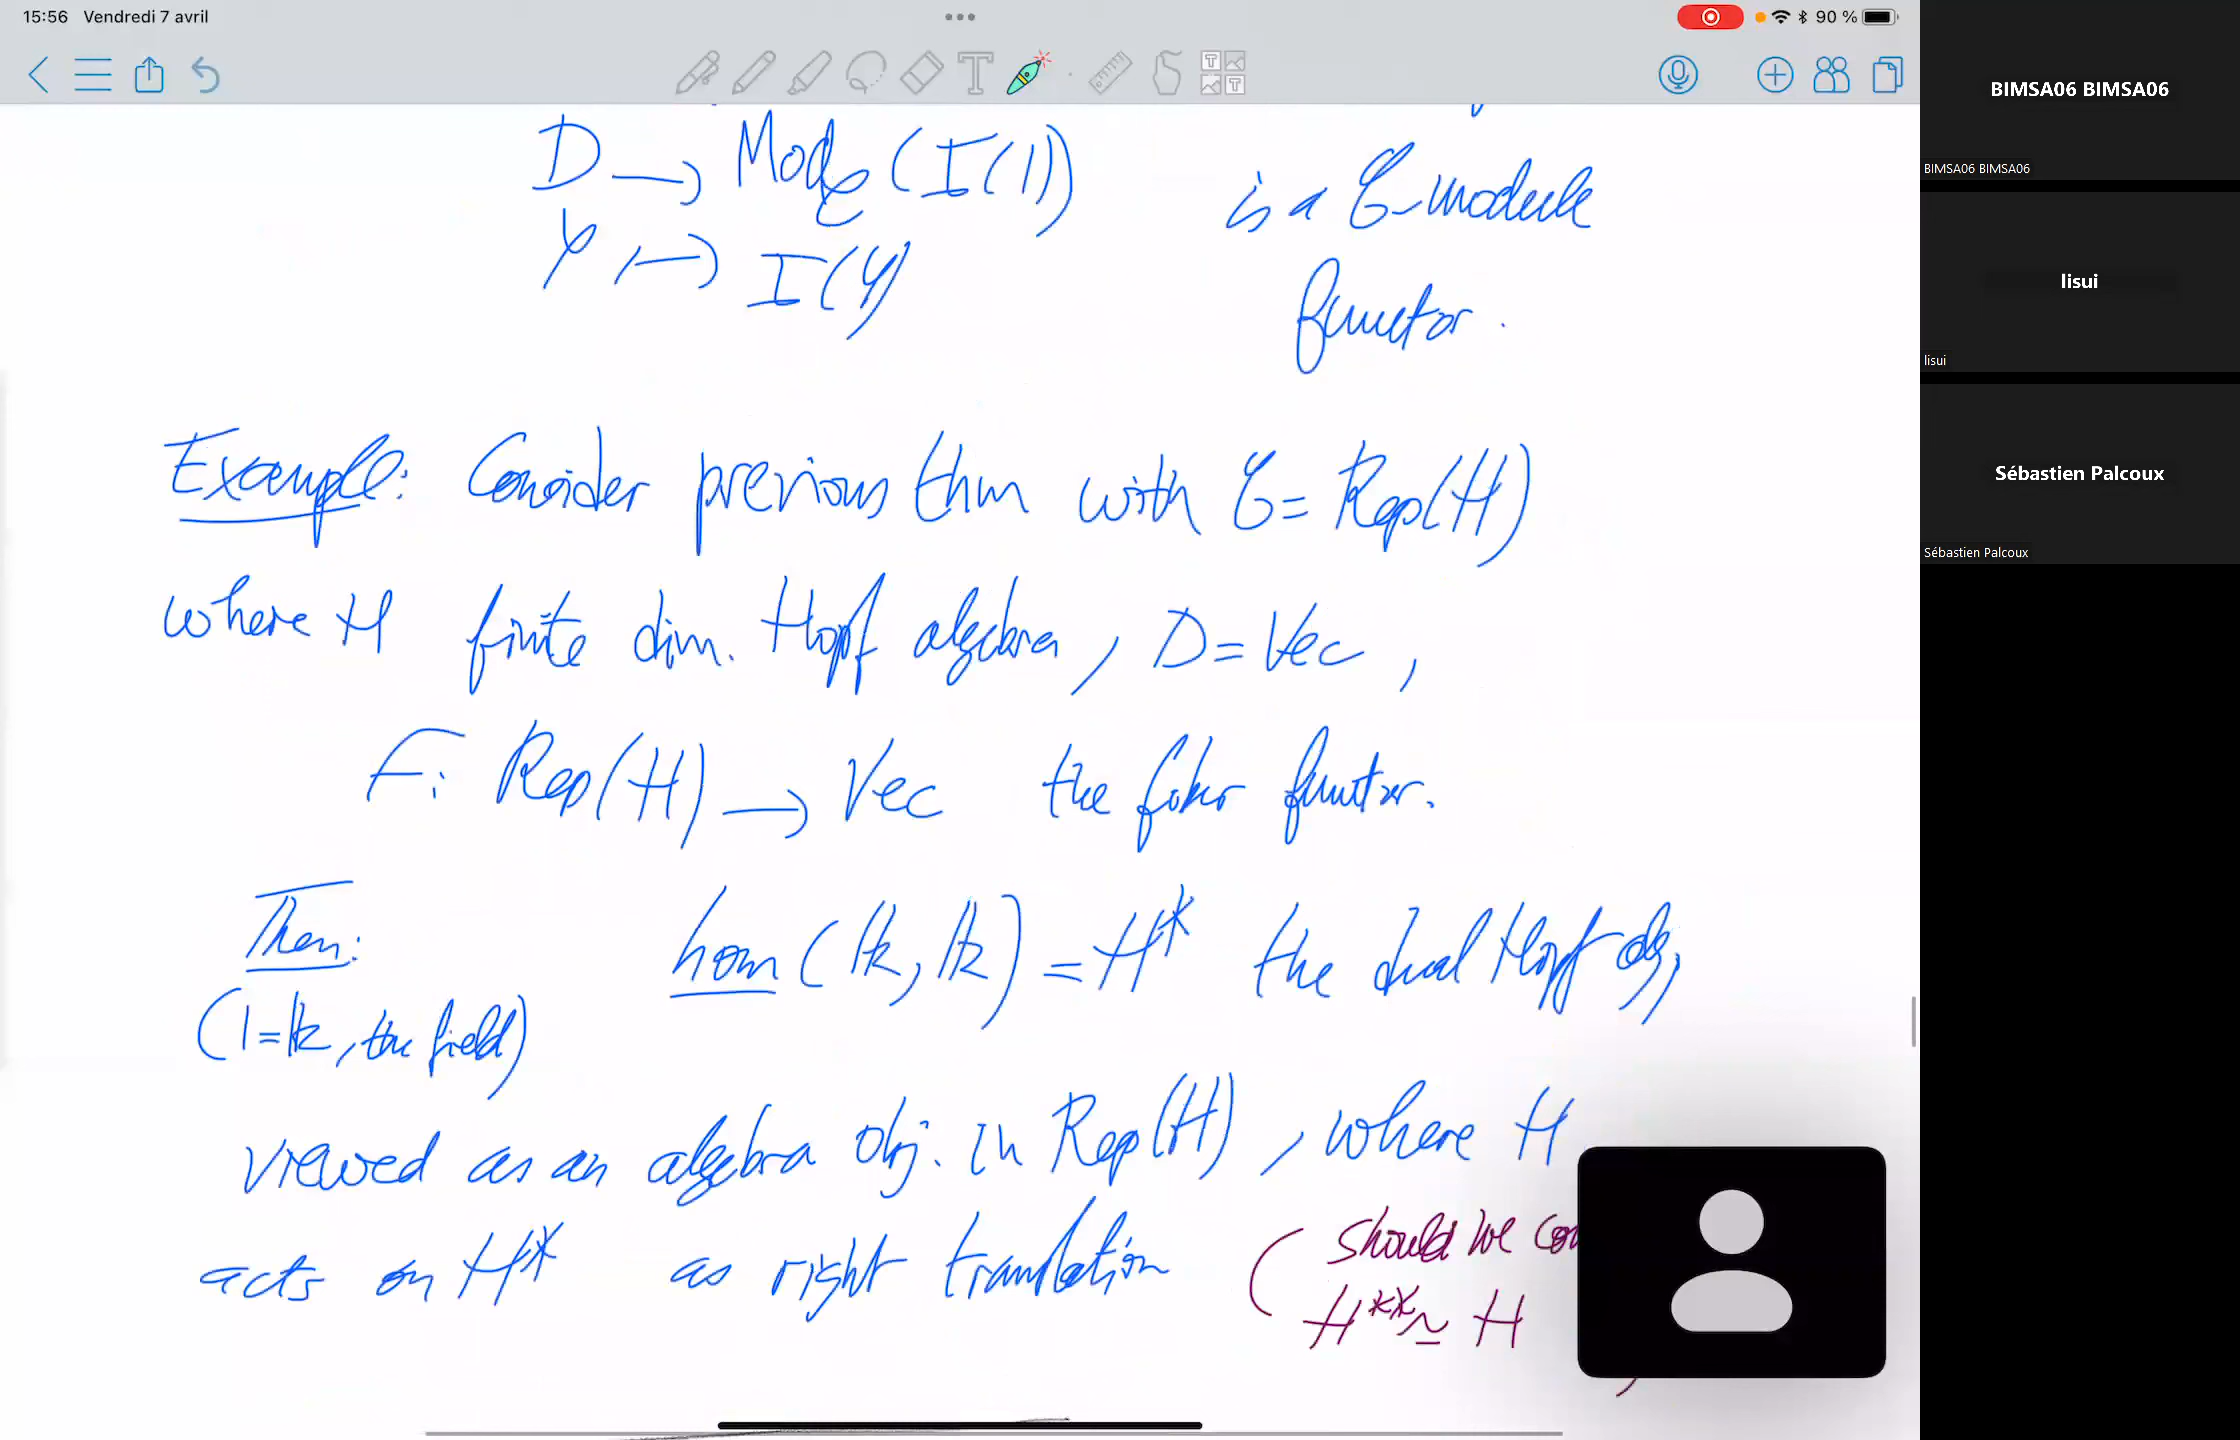 15:56 Vendredi 7 avril
90 %
D → Mod_C (I(1)) is a C-module
Y ↦ I(Y) functor.
Example: Consider previous thm with C = Rep(H)
where H finite dim. Hopf algebra, D = Vec,
F: Rep(H) → Vec the fiber functor.
Then: hom(𝕜, 𝕜) = H* the dual Hopf alg,
(1 = 𝕜, the field)
viewed as an algebra obj. in Rep(H), where H
acts on H* as right translation ( should we
H** ≃ H
BIMSA06 BIMSA06
BIMSA06 BIMSA06
lisui
lisui
Sébastien Palcoux
Sébastien Palcoux